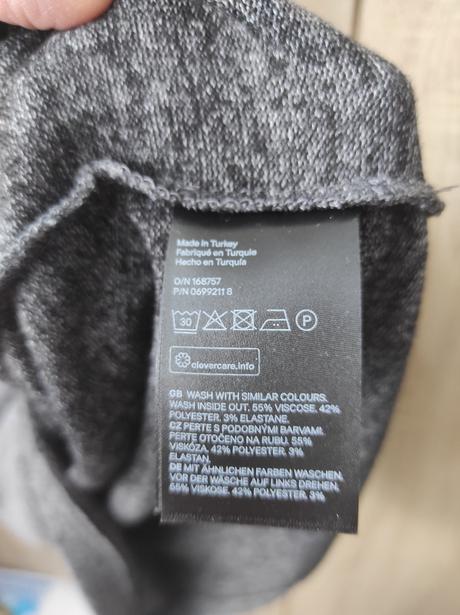 Made in Turkey
Fabriqué en Turquie
Hecho en Turquía
O/N 168757
P/N 0699211 8
30
P
clevercare.info
GB WASH WITH SIMILAR COLOURS.
WASH INSIDE OUT. 55% VISCOSE. 42%
POLYESTER. 3% ELASTANE.
CZ PERTE S PODOBNÝMI BARVAMI.
PERTE OTOČENO NA RUBU. 55%
VISKÓZA. 42% POLYESTER. 3%
ELASTAN.
DE MIT ÄHNLICHEN FARBEN WASCHEN.
VOR DER WÄSCHE AUF LINKS DREHEN.
55% VISKOSE. 42% POLYESTER. 3%